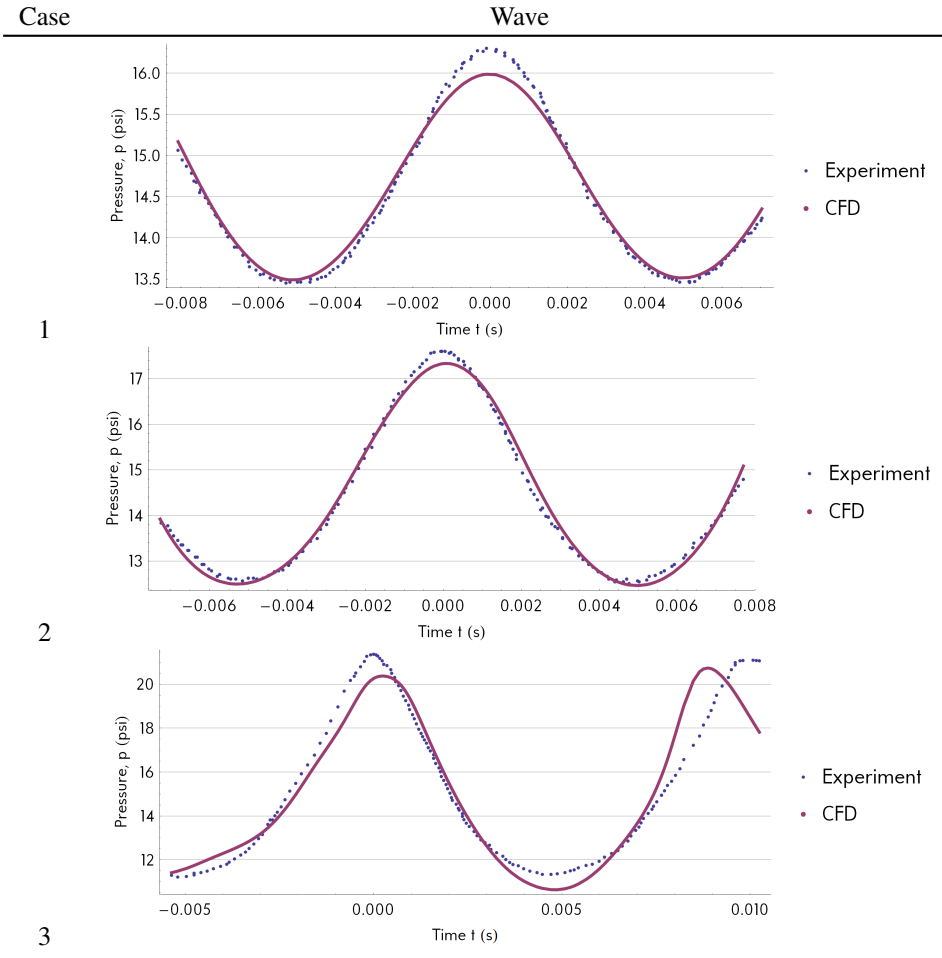 Case Wave
16.0
15.5
15.0
14.5
14.0
13.5
Pressure, p (psi)
−0.008 −0.006 −0.004 −0.002 0.000 0.002 0.004 0.006
Time t (s)
Experiment
CFD
1
17
16
15
14
13
Pressure, p (psi)
−0.006 −0.004 −0.002 0.000 0.002 0.004 0.006 0.008
Time t (s)
Experiment
CFD
2
20
18
16
14
12
Pressure, p (psi)
−0.005 0.000 0.005 0.010
Time t (s)
Experiment
CFD
3